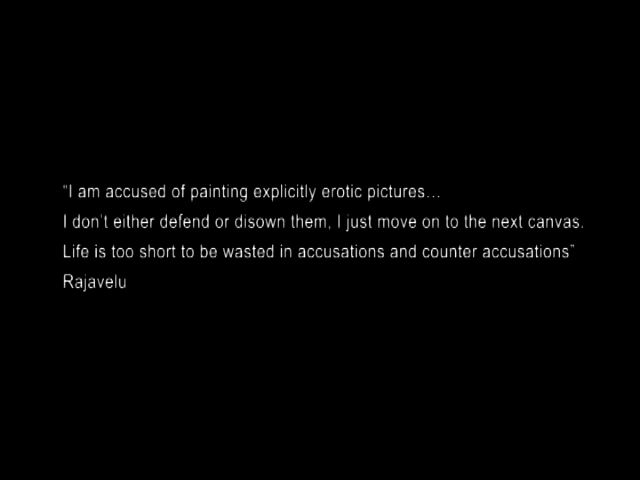 “I am accused of painting explicitly erotic pictures...
I don't either defend or disown them, I just move on to the next canvas.
Life is too short to be wasted in accusations and counter accusations”
Rajavelu